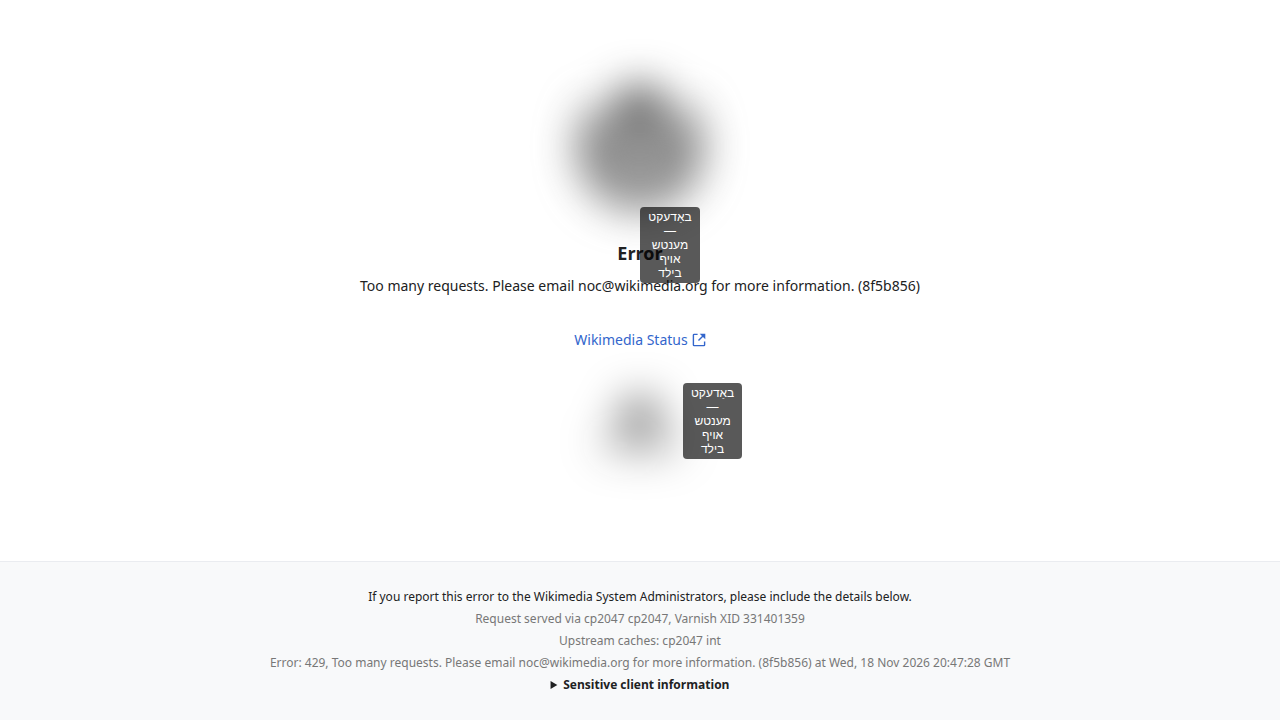 באַדעקט
—
מענטש
אויף
בילד
Error
Too many requests. Please email noc@wikimedia.org for more information. (8f5b856)
Wikimedia Status
באַדעקט
—
מענטש
אויף
בילד
If you report this error to the Wikimedia System Administrators, please include the details below.
Request served via cp2047 cp2047, Varnish XID 331401359
Upstream caches: cp2047 int
Error: 429, Too many requests. Please email noc@wikimedia.org for more information. (8f5b856) at Wed, 18 Nov 2026 20:47:28 GMT
Sensitive client information